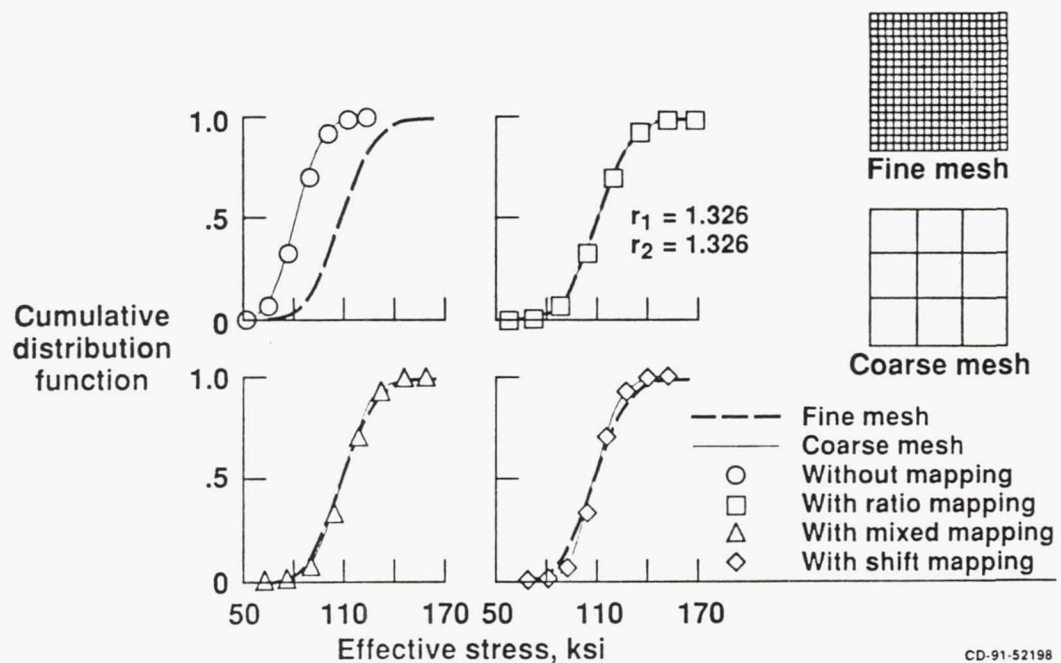 Fine mesh
1.0
.5
0
r1 = 1.326
r2 = 1.326
Coarse mesh
Cumulative
distribution
function
1.0
.5
0
50 110 170 50 110 170
Effective stress, ksi
Fine mesh
Coarse mesh
Without mapping
With ratio mapping
With mixed mapping
With shift mapping
CD-91-52198